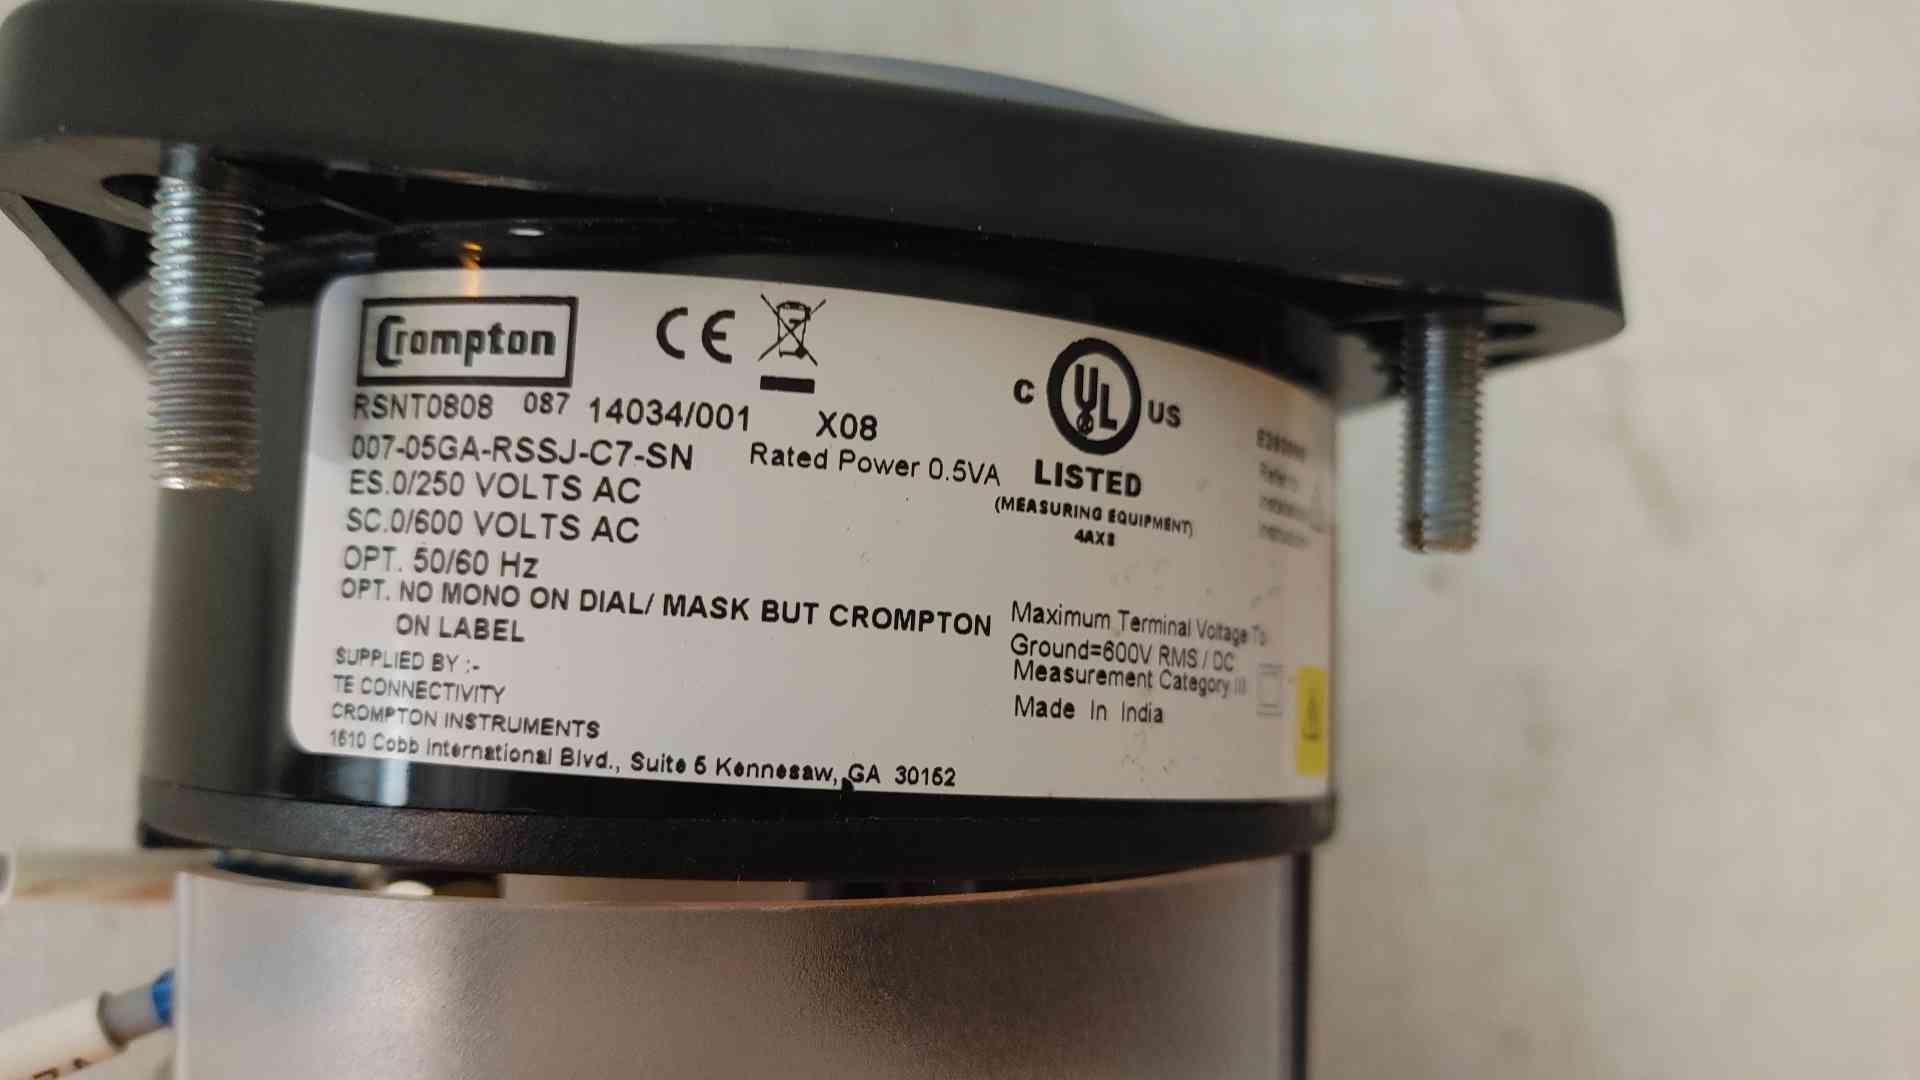 Crompton
CE
RSNT0808 087 14034/001 X08
007-05GA-RSSJ-C7-SN Rated Power 0.5VA
ES.0/250 VOLTS AC
SC.0/600 VOLTS AC
OPT. 50/60 Hz
OPT. NO MONO ON DIAL/ MASK BUT CROMPTON
ON LABEL
SUPPLIED BY :-
TE CONNECTIVITY
CROMPTON INSTRUMENTS
1610 Cobb International Blvd., Suite 5 Kennesaw, GA 30152
C UL US
LISTED
(MEASURING EQUIPMENT)
4AX8
Maximum Terminal Voltage To
Ground=600V RMS / DC
Measurement Category III
Made In India